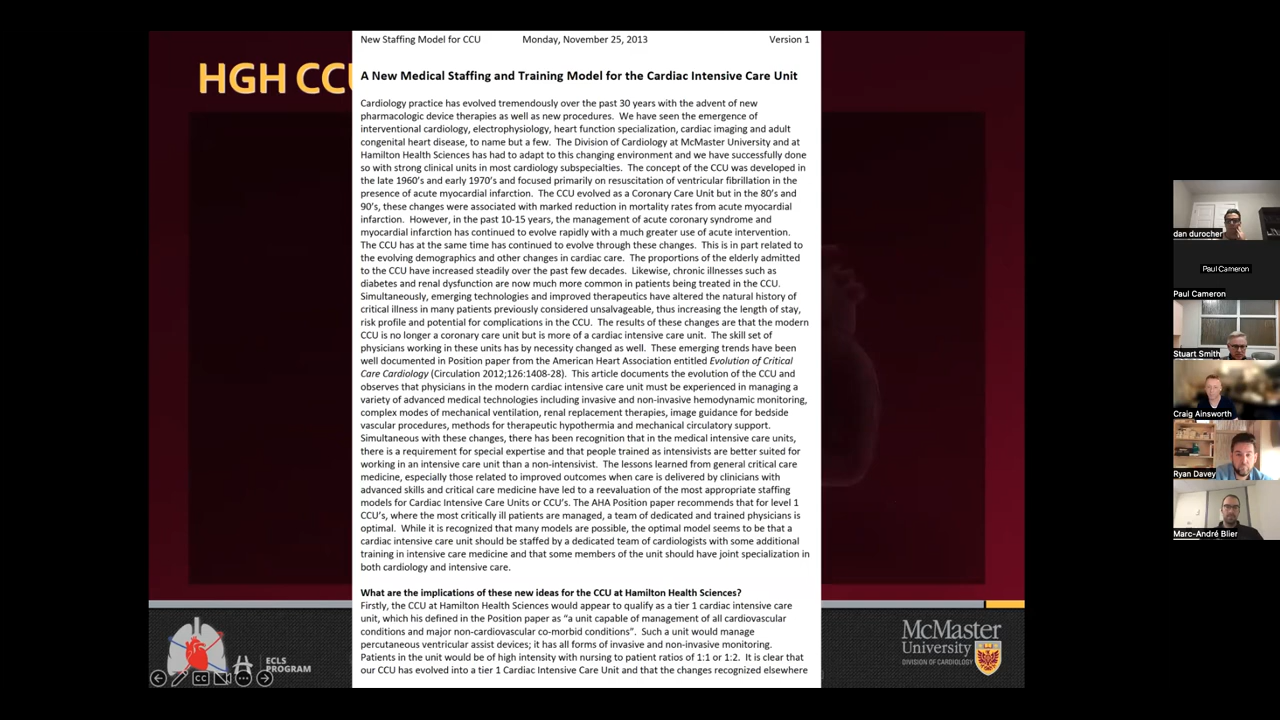 HGH CCU
New Staffing Model for CCU Monday, November 25, 2013 Version 1
A New Medical Staffing and Training Model for the Cardiac Intensive Care Unit
Cardiology practice has evolved tremendously over the past 30 years with the advent of new
pharmacologic device therapies as well as new procedures. We have seen the emergence of
interventional cardiology, electrophysiology, heart function specialization, cardiac imaging and adult
congenital heart disease, to name but a few. The Division of Cardiology at McMaster University and at
Hamilton Health Sciences has had to adapt to this changing environment and we have successfully done
so with strong clinical units in most cardiology subspecialties. The concept of the CCU was developed in
the late 1960's and early 1970's and focused primarily on resuscitation of ventricular fibrillation in the
presence of acute myocardial infarction. The CCU evolved as a Coronary Care Unit but in the 80's and
90's, these changes were associated with marked reduction in mortality rates from acute myocardial
infarction. However, in the past 10-15 years, the management of acute coronary syndrome and
myocardial infarction has continued to evolve rapidly with a much greater use of acute intervention.
The CCU has at the same time has continued to evolve through these changes. This is in part related to
the evolving demographics and other changes in cardiac care. The proportions of the elderly admitted
to the CCU have increased steadily over the past few decades. Likewise, chronic illnesses such as
diabetes and renal dysfunction are now much more common in patients being treated in the CCU.
Simultaneously, emerging technologies and improved therapeutics have altered the natural history of
critical illness in many patients previously considered unsalvageable, thus increasing the length of stay,
risk profile and potential for complications in the CCU. The results of these changes are that the modern
CCU is no longer a coronary care unit but is more of a cardiac intensive care unit. The skill set of
physicians working in these units has by necessity changed as well. These emerging trends have been
well documented in Position paper from the American Heart Association entitled Evolution of Critical
Care Cardiology (Circulation 2012;126:1408-28). This article documents the evolution of the CCU and
observes that physicians in the modern cardiac intensive care unit must be experienced in managing a
variety of advanced medical technologies including invasive and non-invasive hemodynamic monitoring,
complex modes of mechanical ventilation, renal replacement therapies, image guidance for bedside
vascular procedures, methods for therapeutic hypothermia and mechanical circulatory support.
Simultaneous with these changes, there has been recognition that in the medical intensive care units,
there is a requirement for special expertise and that people trained as intensivists are better suited for
working in an intensive care unit than a non-intensivist. The lessons learned from general critical care
medicine, especially those related to improved outcomes when care is delivered by clinicians with
advanced skills and critical care medicine have led to a reevaluation of the most appropriate staffing
models for Cardiac Intensive Care Units or CCU's. The AHA Position paper recommends that for level 1
CCU's, where the most critically ill patients are managed, a team of dedicated and trained physicians is
optimal. While it is recognized that many models are possible, the optimal model seems to be that a
cardiac intensive care unit should be staffed by a dedicated team of cardiologists with some additional
training in intensive care medicine and that some members of the unit should have joint specialization in
both cardiology and intensive care.
What are the implications of these new ideas for the CCU at Hamilton Health Sciences?
Firstly, the CCU at Hamilton Health Sciences would appear to qualify as a tier 1 cardiac intensive care
unit, which his defined in the Position paper as “a unit capable of management of all cardiovascular
conditions and major non-cardiovascular co-morbid conditions”. Such a unit would manage
percutaneous ventricular assist devices; it has all forms of invasive and non-invasive monitoring.
Patients in the unit would be of high intensity with nursing to patient ratios of 1:1 or 1:2. It is clear that
our CCU has evolved into a tier 1 Cardiac Intensive Care Unit and that the changes recognized elsewhere
ECLS
PROGRAM
McMaster
University
DIVISION OF CARDIOLOGY
dan durocher
Paul Cameron
Paul Cameron
Stuart Smith
Craig Ainsworth
Ryan Davey
Marc-André Blier